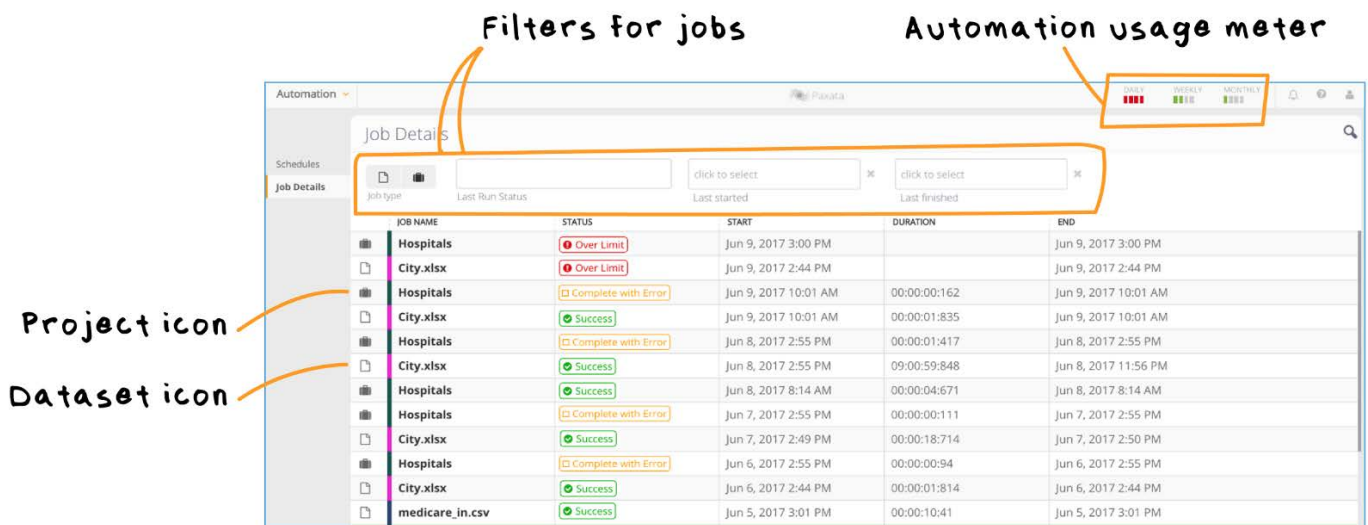 Filters for jobs
Automation usage meter
Automation
Paxata
DAILY
WEEKLY
MONTHLY
Job Details
Schedules
Job Details
click to select
click to select
Job type
Last Run Status
Last started
Last finished
JOB NAME STATUS START DURATION END
Hospitals Over Limit Jun 9, 2017 3:00 PM Jun 9, 2017 3:00 PM
City.xlsx Over Limit Jun 9, 2017 2:44 PM Jun 9, 2017 2:44 PM
Hospitals Complete with Error Jun 9, 2017 10:01 AM 00:00:00:162 Jun 9, 2017 10:01 AM
Project icon
City.xlsx Success Jun 9, 2017 10:01 AM 00:00:01:835 Jun 9, 2017 10:01 AM
Hospitals Complete with Error Jun 8, 2017 2:55 PM 00:00:01:417 Jun 8, 2017 2:55 PM
City.xlsx Success Jun 8, 2017 2:55 PM 09:00:59:848 Jun 8, 2017 11:56 PM
Dataset icon
Hospitals Success Jun 8, 2017 8:14 AM 00:00:04:671 Jun 8, 2017 8:14 AM
Hospitals Complete with Error Jun 7, 2017 2:55 PM 00:00:00:111 Jun 7, 2017 2:55 PM
City.xlsx Success Jun 7, 2017 2:49 PM 00:00:18:714 Jun 7, 2017 2:50 PM
Hospitals Complete with Error Jun 6, 2017 2:55 PM 00:00:00:94 Jun 6, 2017 2:55 PM
City.xlsx Success Jun 6, 2017 2:44 PM 00:00:01:814 Jun 6, 2017 2:44 PM
medicare_in.csv Success Jun 5, 2017 3:01 PM 00:00:10:41 Jun 5, 2017 3:01 PM